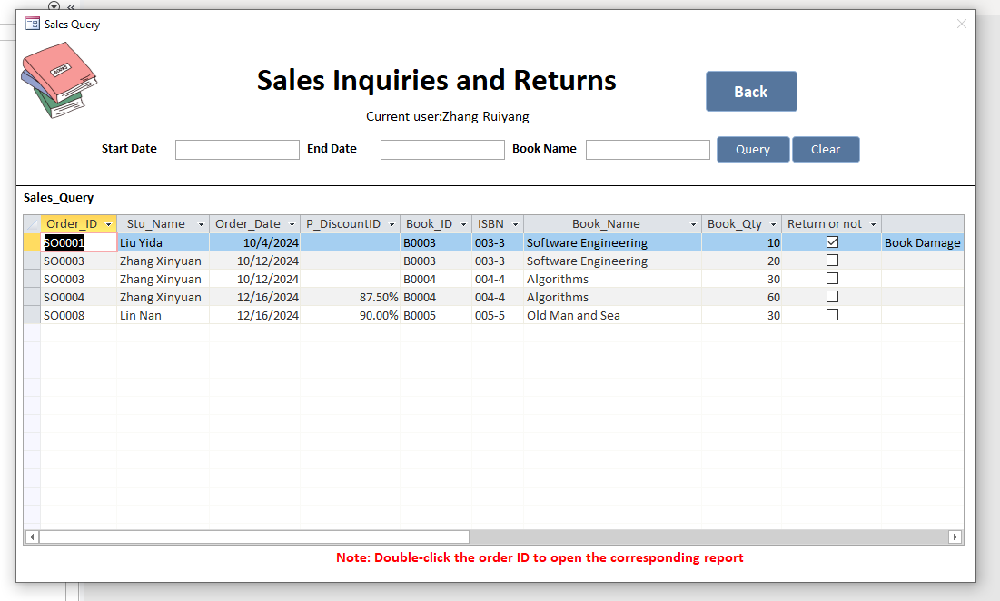 Sales Query
BOOKS
Sales Inquiries and Returns
Back
Current user:Zhang Ruiyang
Start Date End Date Book Name Query Clear
Sales_Query
Order_ID Stu_Name Order_Date P_DiscountID Book_ID ISBN Book_Name Book_Qty Return or not
SO0001 Liu Yida 10/4/2024 B0003 003-3 Software Engineering 10 Book Damage
SO0003 Zhang Xinyuan 10/12/2024 B0003 003-3 Software Engineering 20
SO0003 Zhang Xinyuan 10/12/2024 B0004 004-4 Algorithms 30
SO0004 Zhang Xinyuan 12/16/2024 87.50% B0004 004-4 Algorithms 60
SO0008 Lin Nan 12/16/2024 90.00% B0005 005-5 Old Man and Sea 30
Note: Double-click the order ID to open the corresponding report